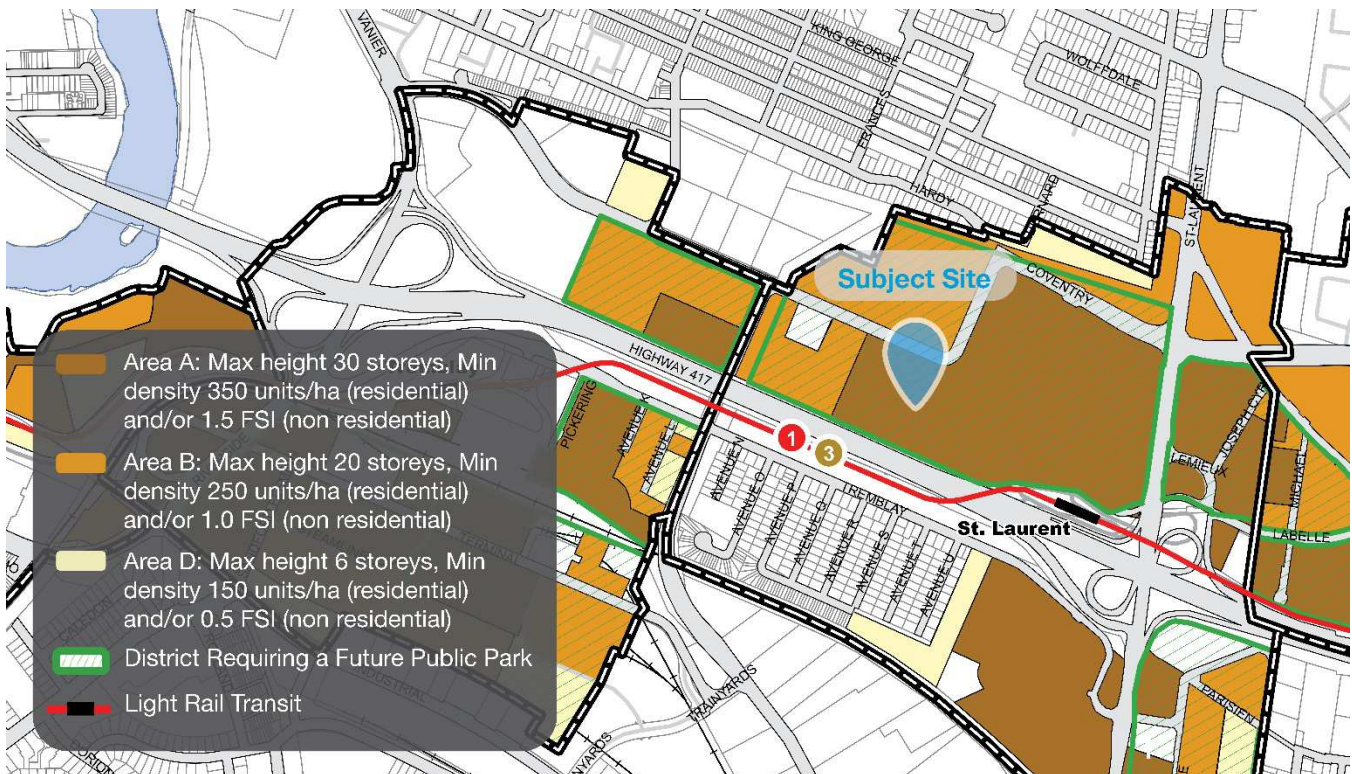 VANIER
KING GEORGE
WOLFFDALE
FRANCES
HARDY
ST-LAURENT
Subject Site
COVENTRY
HIGHWAY 417
PICKERING
AVENUE K
AVENUE L
1
3
AVENUE N
AVENUE O
AVENUE P
AVENUE Q
AVENUE R
AVENUE S
AVENUE T
AVENUE U
TREMBLAY
St. Laurent
JOSEPH CYR
LEMIEUX
MICHAEL
LABELLE
PARISIEN
TRAINYARDS
Area A: Max height 30 storeys, Min
density 350 units/ha (residential)
and/or 1.5 FSI (non residential)
Area B: Max height 20 storeys, Min
density 250 units/ha (residential)
and/or 1.0 FSI (non residential)
Area D: Max height 6 storeys, Min
density 150 units/ha (residential)
and/or 0.5 FSI (non residential)
District Requiring a Future Public Park
Light Rail Transit
TERMINAL
INDUSTRIAL
CALEDON